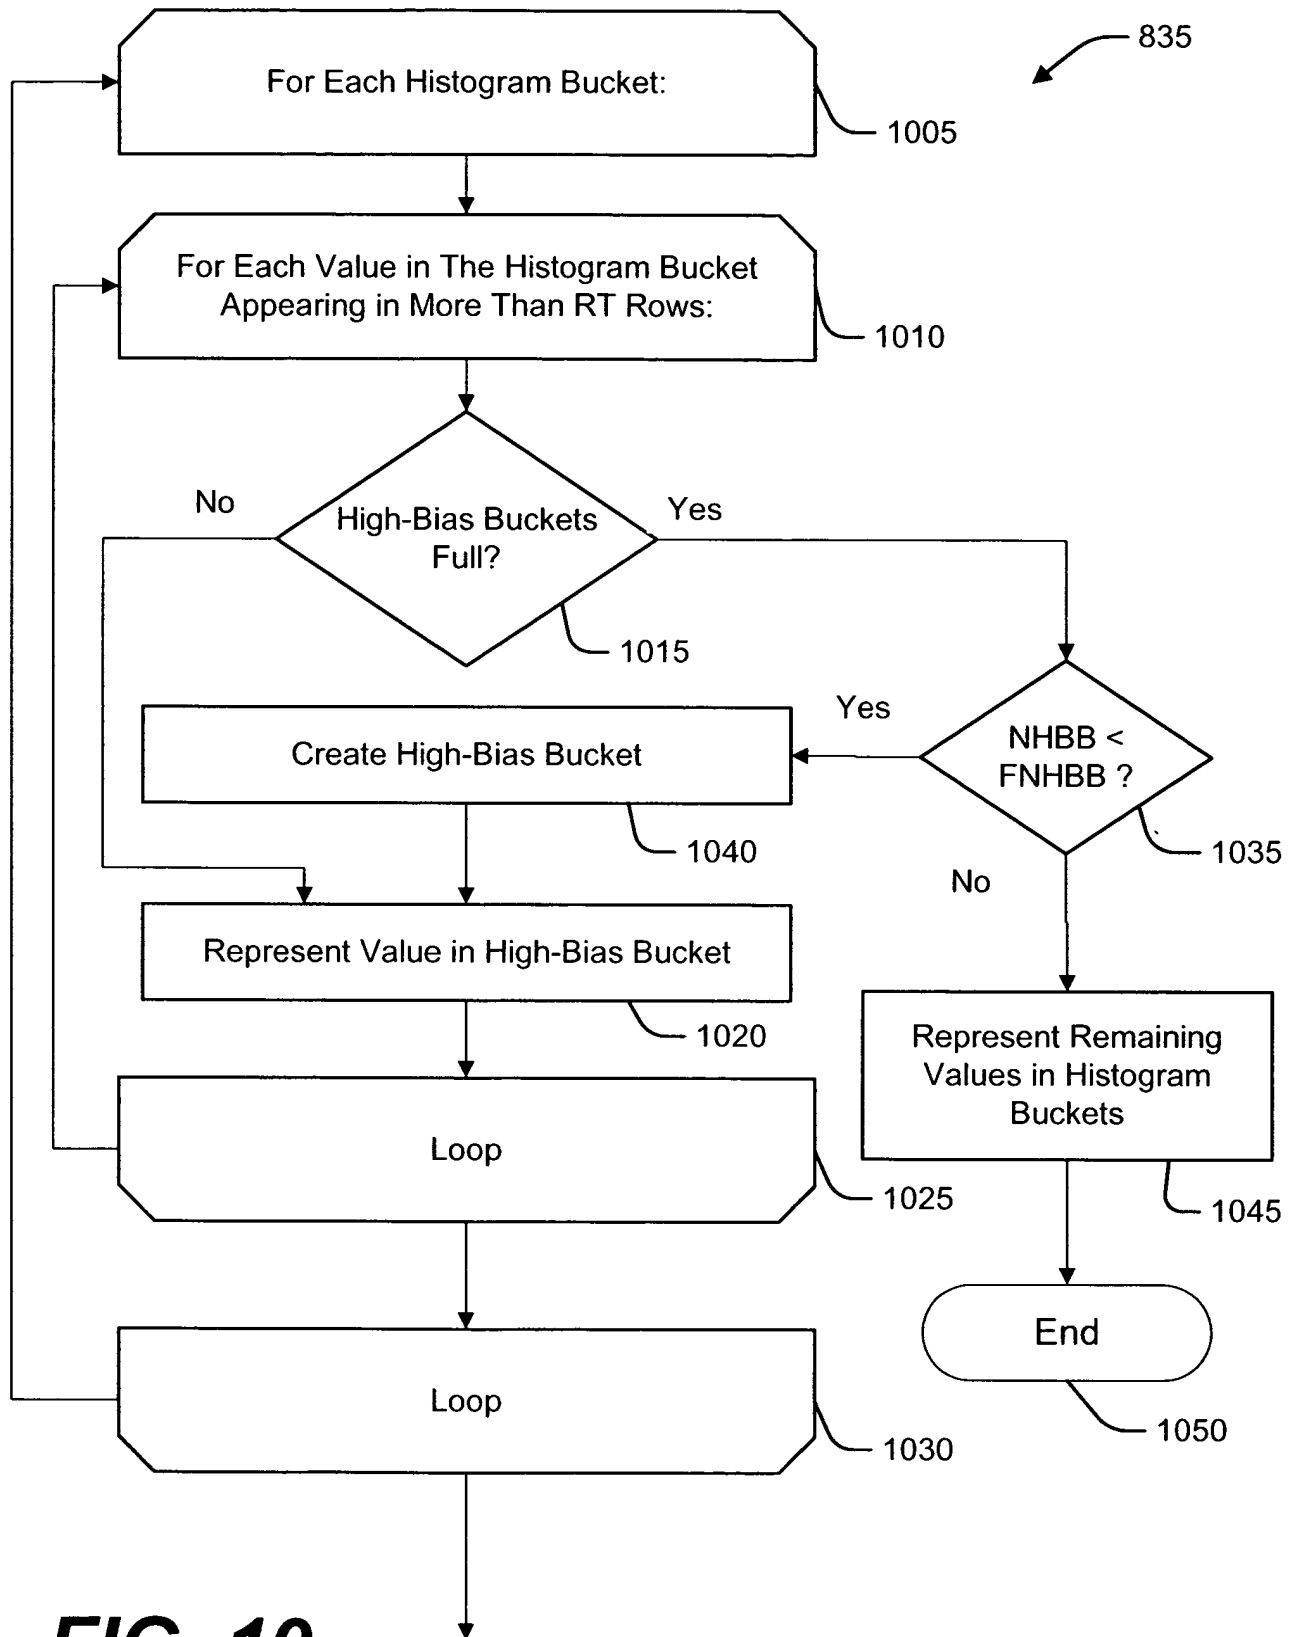 835
For Each Histogram Bucket:
1005
For Each Value in The Histogram Bucket
Appearing in More Than RT Rows:
1010
No
Yes
High-Bias Buckets
Full?
1015
Yes
NHBB <
FNHBB ?
1035
Create High-Bias Bucket
1040
No
Represent Value in High-Bias Bucket
1020
Represent Remaining
Values in Histogram
Buckets
1045
Loop
1025
End
1050
Loop
1030
FIG. 10